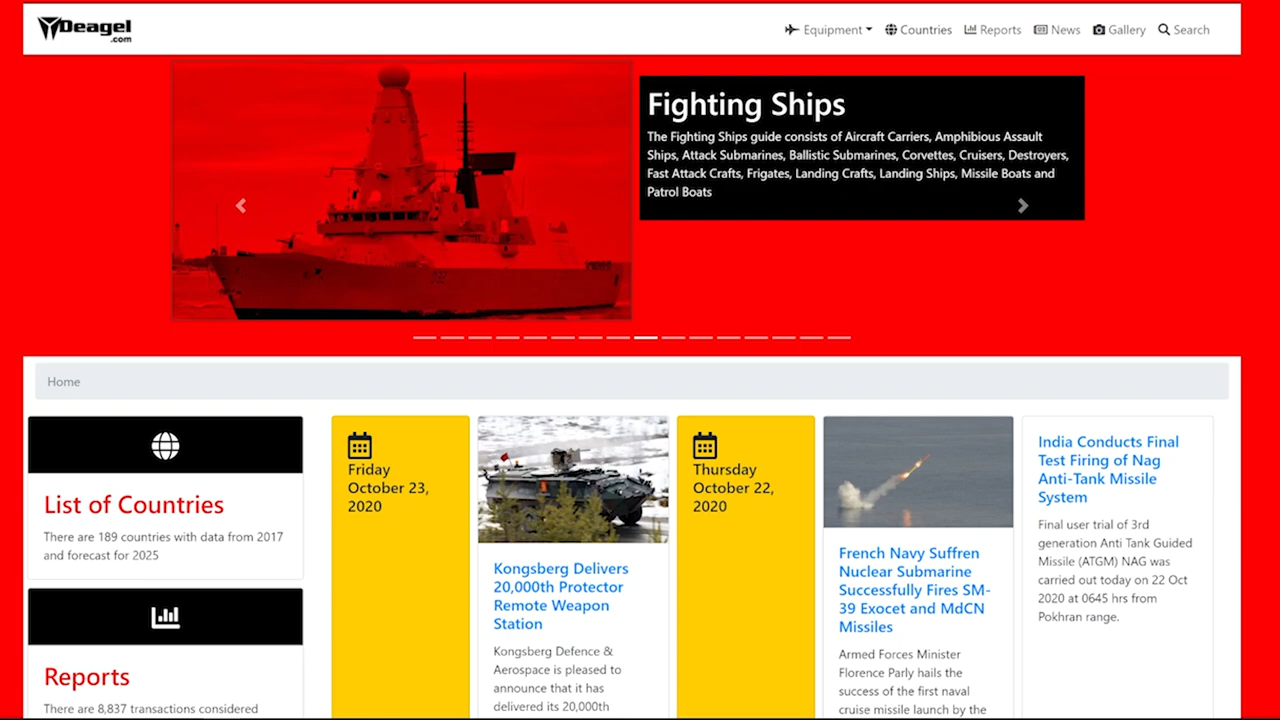 Deagel
.com
Equipment
Countries
Reports
News
Gallery
Search
Fighting Ships
The Fighting Ships guide consists of Aircraft Carriers, Amphibious Assault
Ships, Attack Submarines, Ballistic Submarines, Corvettes, Cruisers, Destroyers,
Fast Attack Crafts, Frigates, Landing Crafts, Landing Ships, Missile Boats and
Patrol Boats
Home
List of Countries
There are 189 countries with data from 2017
and forecast for 2025
Reports
There are 8,837 transactions considered
Friday
October 23,
2020
Kongsberg Delivers
20,000th Protector
Remote Weapon
Station
Kongsberg Defence &
Aerospace is pleased to
announce that it has
delivered its 20,000th
Thursday
October 22,
2020
French Navy Suffren
Nuclear Submarine
Successfully Fires SM-
39 Exocet and MdCN
Missiles
Armed Forces Minister
Florence Parly hails the
success of the first naval
cruise missile launch by the
India Conducts Final
Test Firing of Nag
Anti-Tank Missile
System
Final user trial of 3rd
generation Anti Tank Guided
Missile (ATGM) NAG was
carried out today on 22 Oct
2020 at 0645 hrs from
Pokhran range.